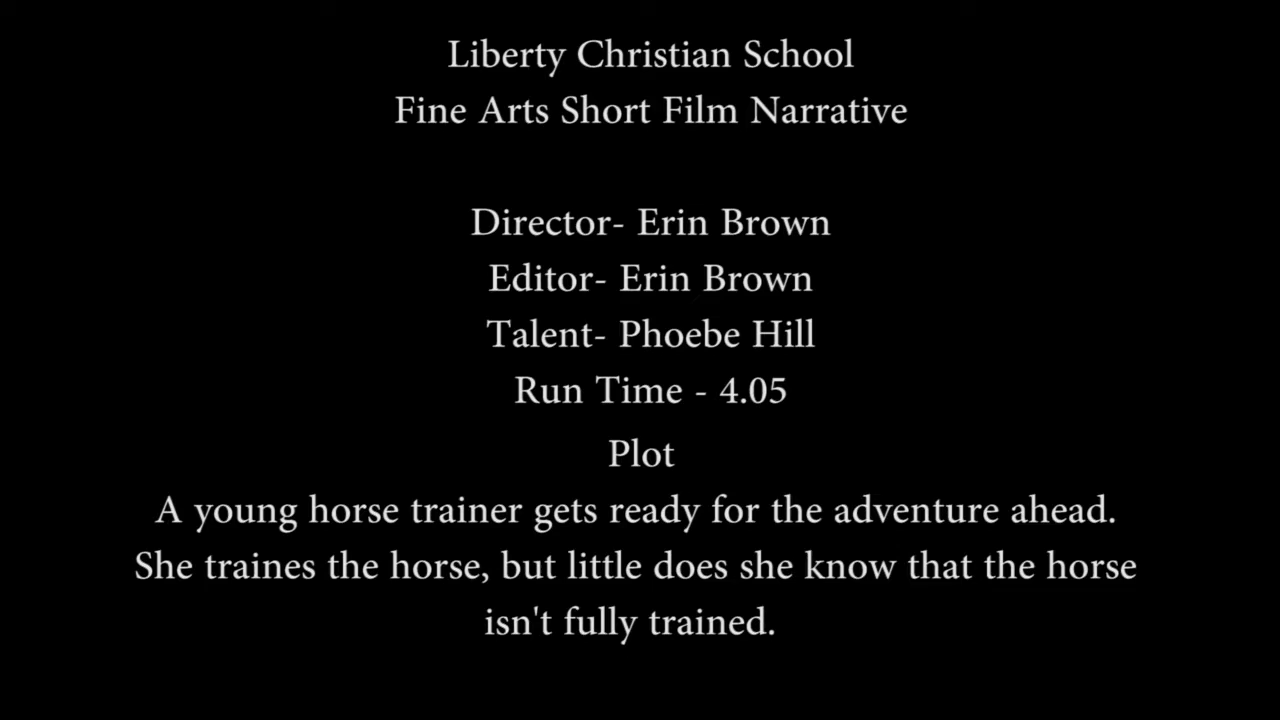 Liberty Christian School
Fine Arts Short Film Narrative
Director- Erin Brown
Editor- Erin Brown
Talent- Phoebe Hill
Run Time - 4.05
Plot
A young horse trainer gets ready for the adventure ahead.
She traines the horse, but little does she know that the horse
isn't fully trained.